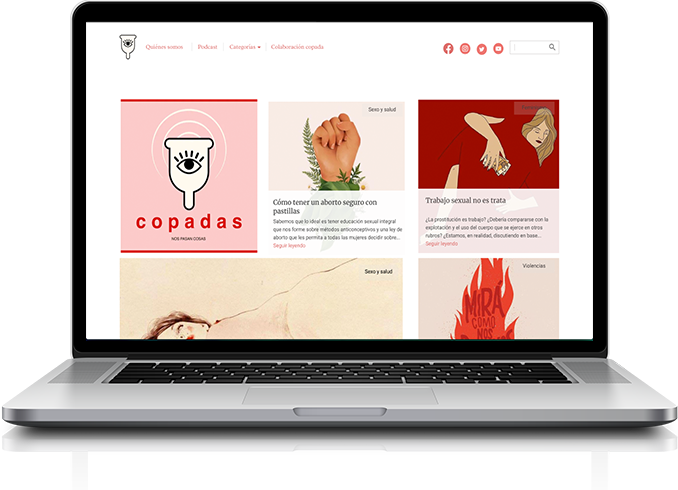 Quiénes somos
Podcast
Categorías
Colaboración copada
Sexo y salud
copadas
NOS PASAN COSAS
Cómo tener un aborto seguro con
pastillas
Sabemos que lo ideal es tener educación sexual integral
que nos forme sobre métodos anticonceptivos y una ley de
aborto que les permita a todas las mujeres decidir sobre...
Seguir leyendo
Trabajo sexual no es trata
¿La prostitución es trabajo? ¿Debería compararse con la
explotación y el uso del cuerpo que se ejerce en otros
rubros? ¿Estamos, en realidad, discutiendo en base...
Seguir leyendo
Sexo y salud
Violencias
MIRÁ
CÓMO
NOS